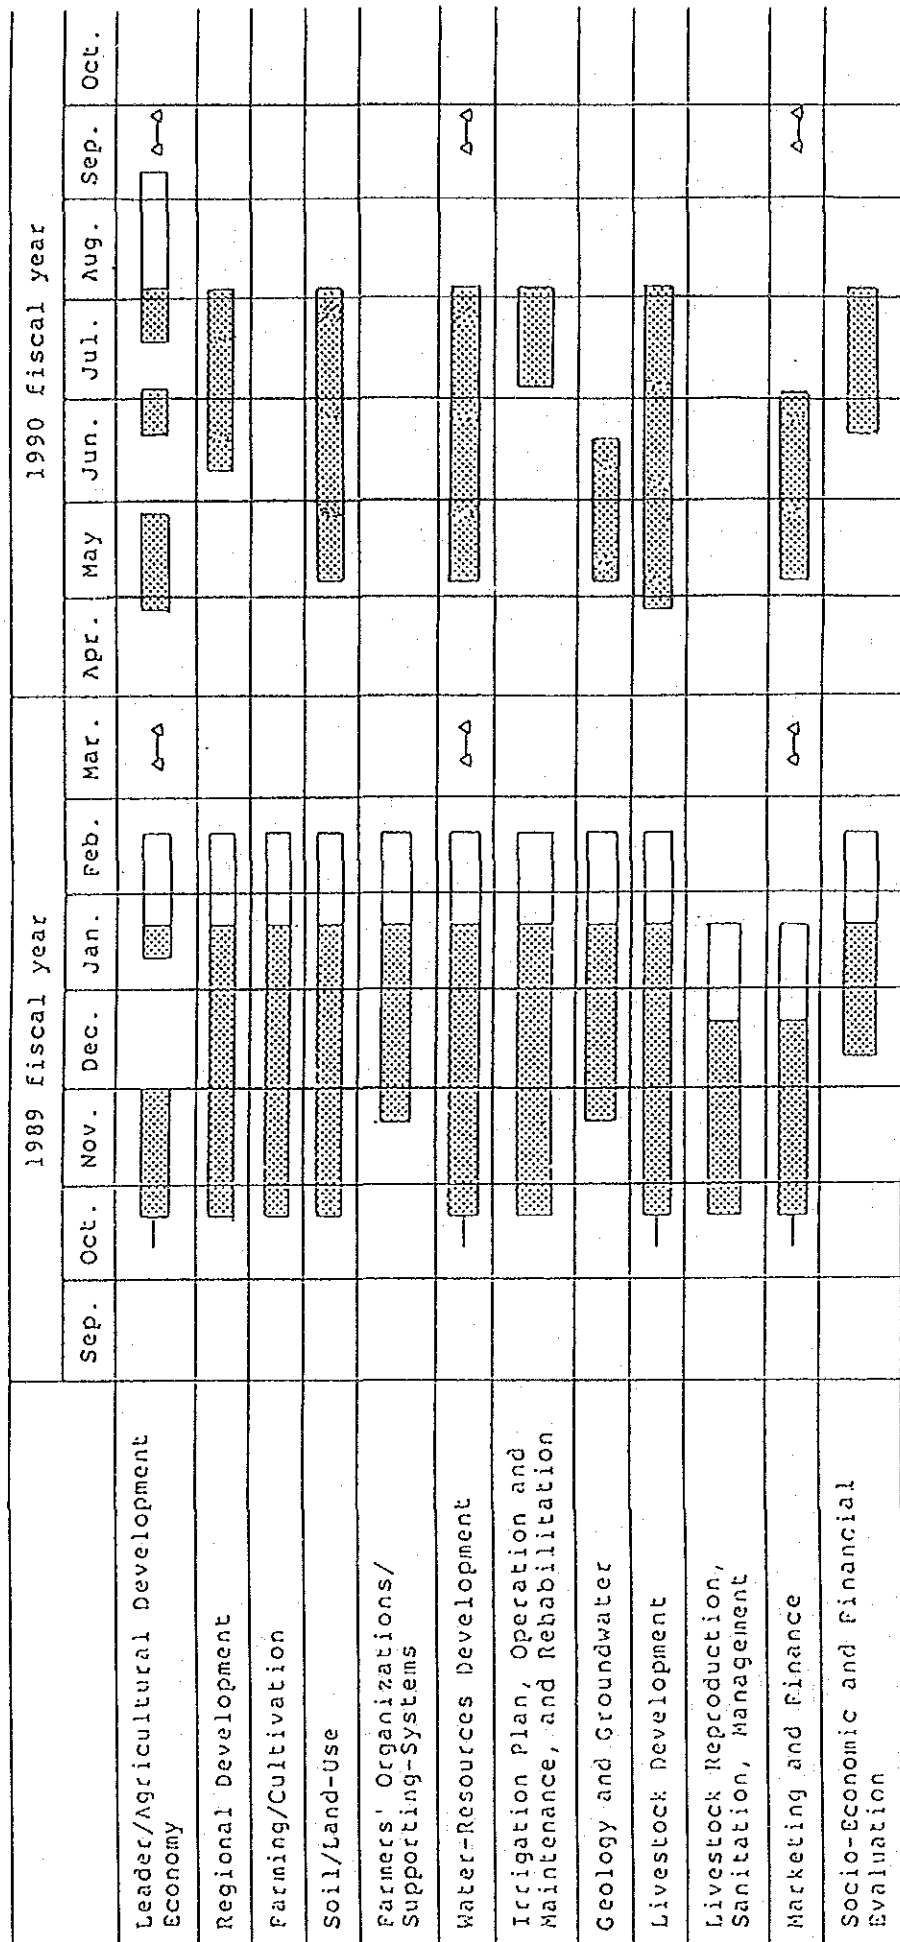 1989 fiscal year
1990 fiscal year
Sep.
Oct.
Nov.
Dec.
Jan.
Feb.
Mar.
Apr.
May
Jun.
Jul.
Aug.
Sep.
Oct.
Leader/Agricultural Development
Economy
Regional Development
Farming/Cultivation
Soil/Land-Use
Farmers' Organizations/
Supporting-Systems
Water-Resources Development
Irrigation Plan, Operation and
Maintenance, and Rehabilitation
Geology and Groundwater
Livestock Development
Livestock Reproduction,
Sanitation, Management
Marketing and Finance
Socio-Economic and Financial
Evaluation